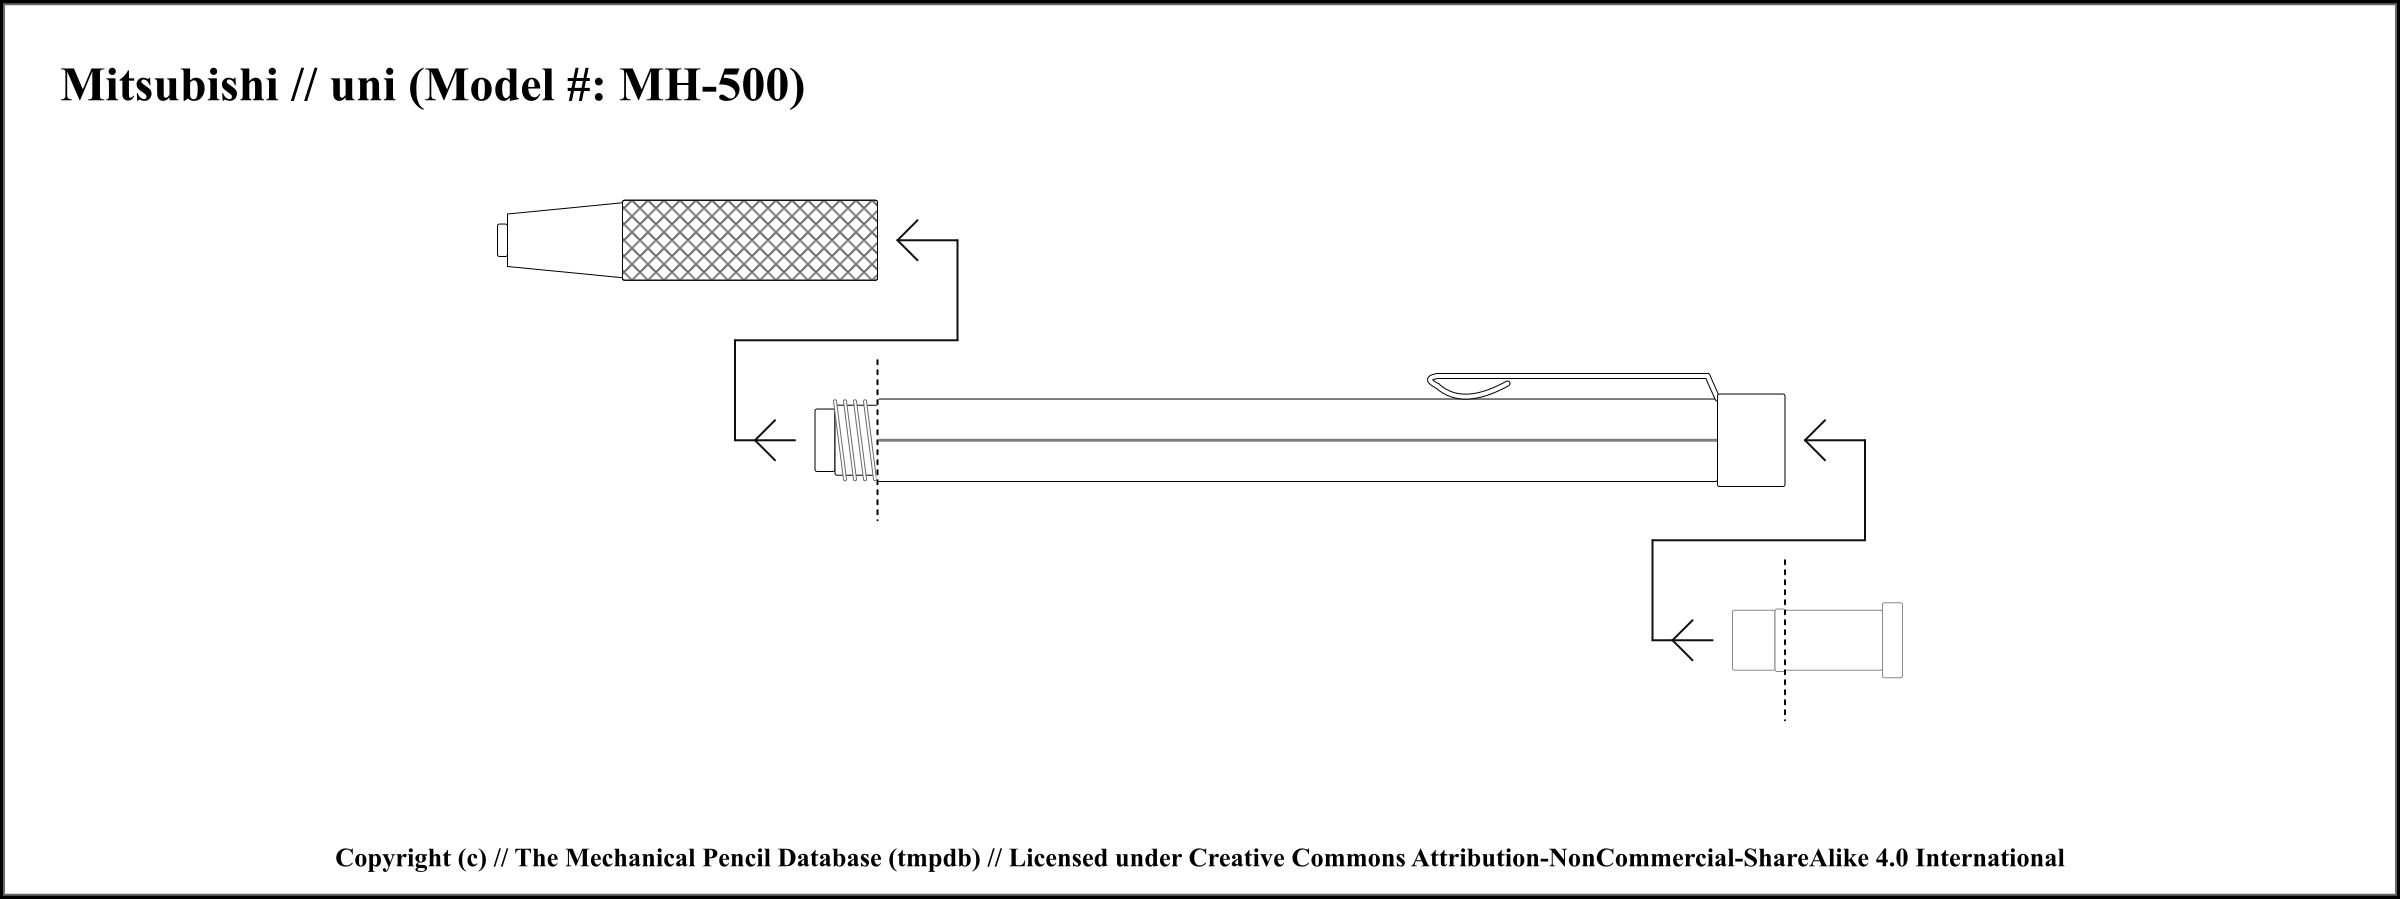 Mitsubishi // uni (Model #: MH-500)
Copyright (c) // The Mechanical Pencil Database (tmpdb) // Licensed under Creative Commons Attribution-NonCommercial-ShareAlike 4.0 International